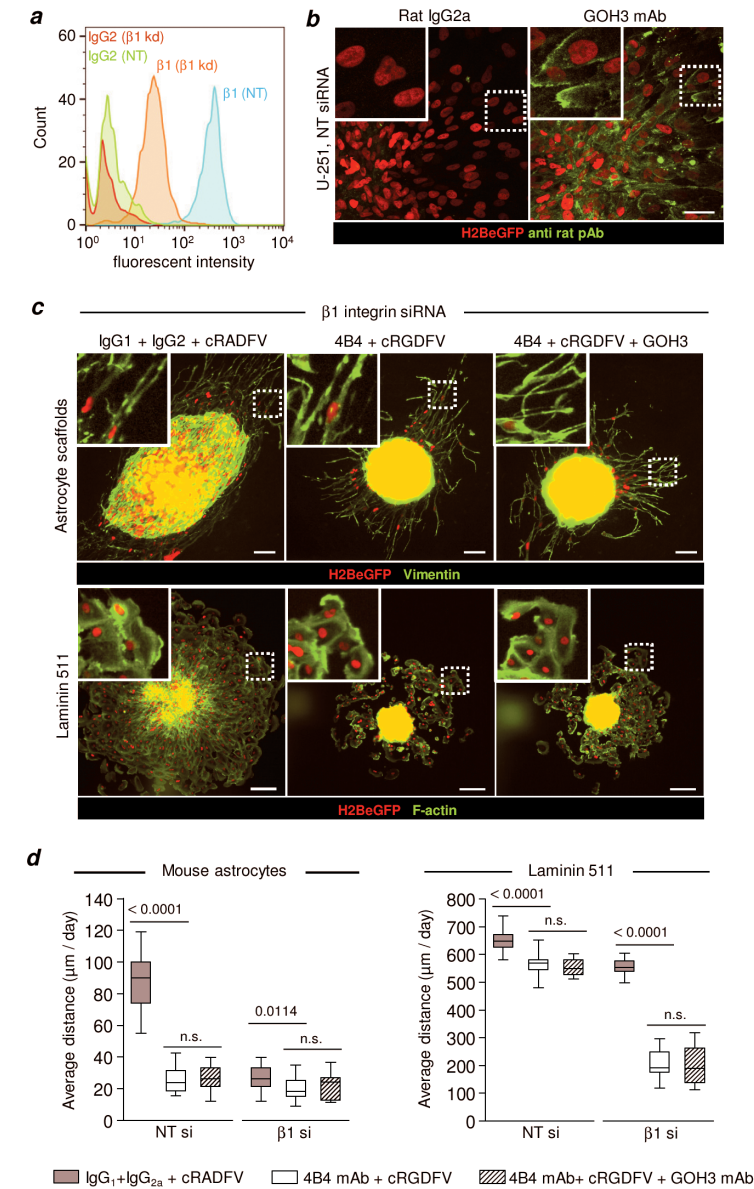 a
60
40
20
0
Count
IgG2 (β1 kd)
IgG2 (NT)
β1 (β1 kd)
β1 (NT)
10⁰ 10¹ 10² 10³ 10⁴
fluorescent intensity
b
Rat IgG2a GOH3 mAb
U-251, NT siRNA
H2BeGFP anti rat pAb
c
β1 integrin siRNA
IgG1 + IgG2 + cRADFV 4B4 + cRGDFV 4B4 + cRGDFV + GOH3
Astrocyte scaffolds
H2BeGFP Vimentin
Laminin 511
H2BeGFP F-actin
d
Mouse astrocytes
Average distance (μm / day)
140
120
100
80
60
40
20
0
< 0.0001
n.s.
0.0114
n.s.
NT si β1 si
Laminin 511
Average distance (μm / day)
800
700
600
500
400
300
200
100
0
< 0.0001
n.s.
< 0.0001
n.s.
NT si β1 si
IgG₁+IgG₂ₐ + cRADFV 4B4 mAb + cRGDFV 4B4 mAb+ cRGDFV + GOH3 mAb